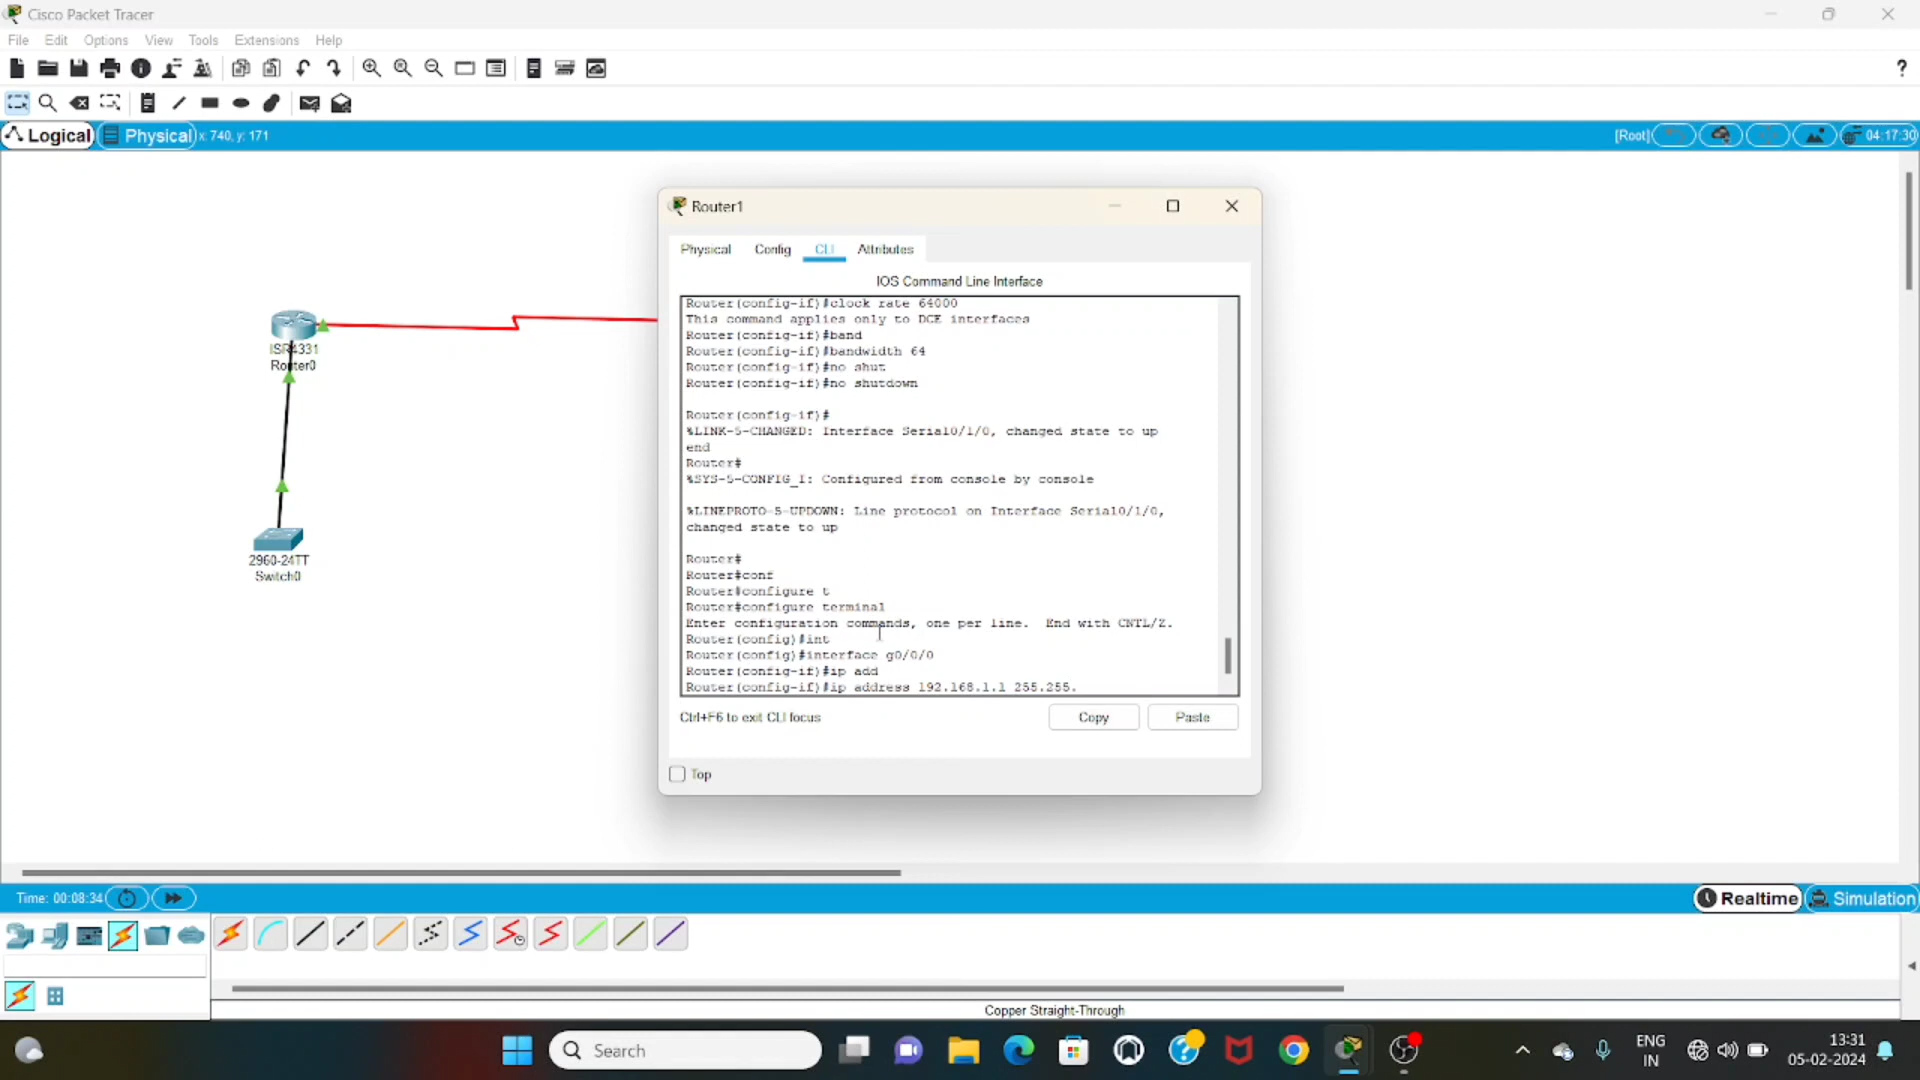 Cisco Packet Tracer
File Edit Options View Tools Extensions Help
?
Logical Physical x: 740, y: 171 [Root] 04:17:30
Router1
Physical Config CLI Attributes
IOS Command Line Interface
Router(config-if)#clock rate 64000
This command applies only to DCE interfaces
Router(config-if)#band
Router(config-if)#bandwidth 64
Router(config-if)#no shut
Router(config-if)#no shutdown
Router(config-if)#
%LINK-5-CHANGED: Interface Serial0/1/0, changed state to up
end
Router#
%SYS-5-CONFIG_I: Configured from console by console
%LINEPROTO-5-UPDOWN: Line protocol on Interface Serial0/1/0,
changed state to up
Router#
Router#conf
Router#configure t
Router#configure terminal
Enter configuration commands, one per line.  End with CNTL/Z.
Router(config)#int
Router(config)#interface g0/0/0
Router(config-if)#ip add
Router(config-if)#ip address 192.168.1.1 255.255.
Ctrl+F6 to exit CLI focus Copy Paste
Top
ISR4331
Router0
2960-24TT
Switch0
Time: 00:08:34 Realtime Simulation
Copper Straight-Through
Search
ENG
IN
13:31
05-02-2024